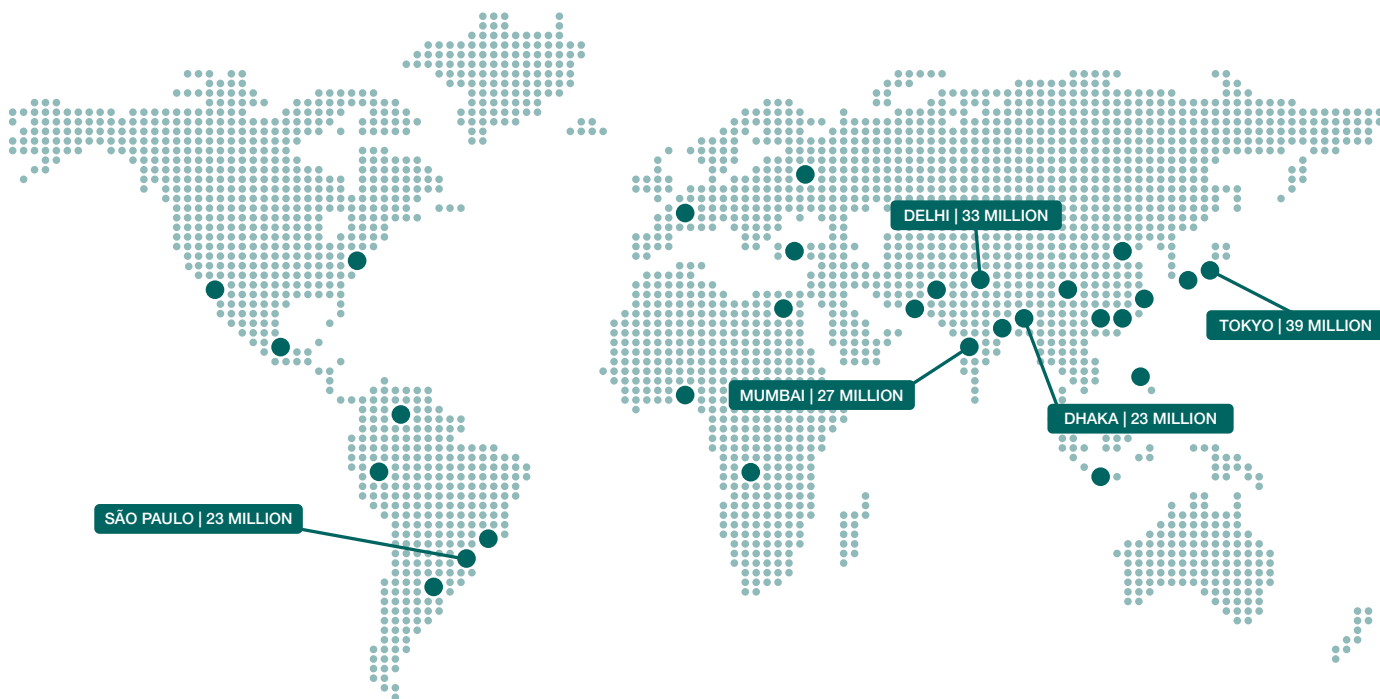 DELHI | 33 MILLION
TOKYO | 39 MILLION
MUMBAI | 27 MILLION
DHAKA | 23 MILLION
SÃO PAULO | 23 MILLION